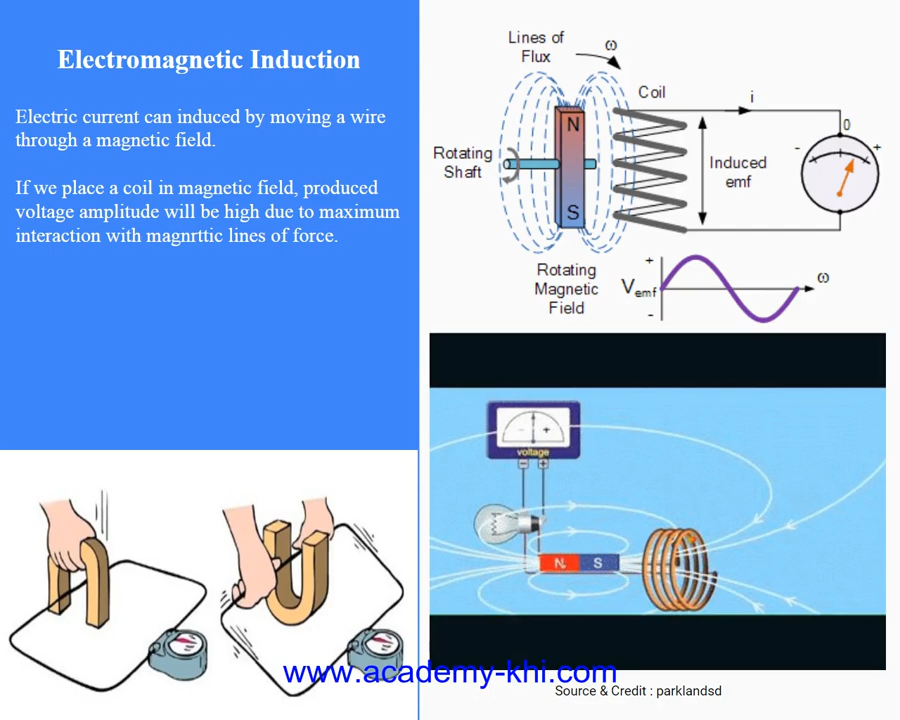 Electromagnetic Induction
Electric current can induced by moving a wire
through a magnetic field.
If we place a coil in magnetic field, produced
voltage amplitude will be high due to maximum
interaction with magnrttic lines of force.
Lines of
Flux
ω
Coil
i
N
0
-
+
Rotating
Shaft
Induced
emf
S
Rotating
Magnetic
Field
+
Vemf
ω
-
-
+
voltage
-
+
N
S
www.academy-khi.com
Source & Credit : parklandsd